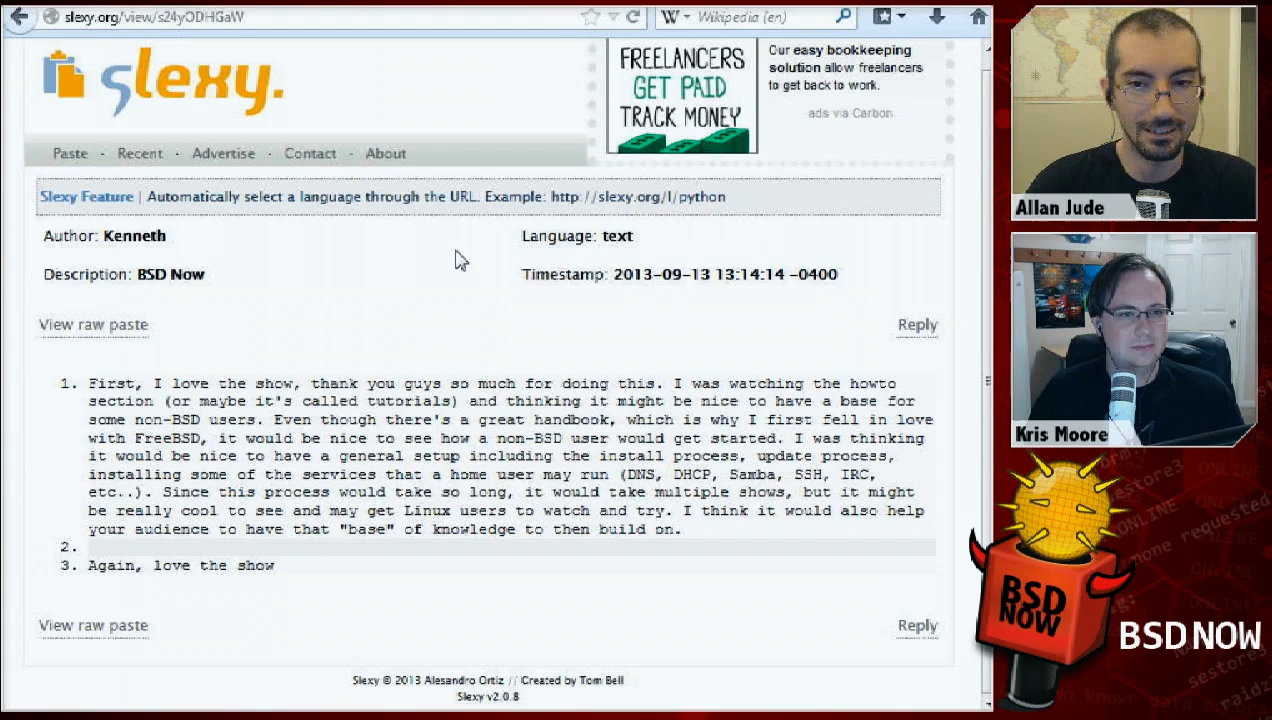 slexy.org/view/s24yODHGaW
Wikipedia (en)
slexy.
FREELANCERS
GET PAID
TRACK MONEY
Our easy bookkeeping
solution allow freelancers
to get back to work.
ads via Carbon
Paste · Recent · Advertise · Contact · About
Slexy Feature | Automatically select a language through the URL. Example: http://slexy.org/l/python
Author: Kenneth
Language: text
Description: BSD Now
Timestamp: 2013-09-13 13:14:14 -0400
View raw paste
Reply
1. First, I love the show, thank you guys so much for doing this. I was watching the howto
section (or maybe it's called tutorials) and thinking it might be nice to have a base for
some non-BSD users. Even though there's a great handbook, which is why I first fell in love
with FreeBSD, it would be nice to see how a non-BSD user would get started. I was thinking
it would be nice to have a general setup including the install process, update process,
installing some of the services that a home user may run (DNS, DHCP, Samba, SSH, IRC,
etc..). Since this process would take so long, it would take multiple shows, but it might
be really cool to see and may get Linux users to watch and try. I think it would also help
your audience to have that "base" of knowledge to then build on.
2.
3. Again, love the show
View raw paste
Reply
Slexy © 2013 Alesandro Ortiz // Created by Tom Bell
Slexy v2.0.8
Allan Jude
Kris Moore
BSD
NOW
BSD NOW